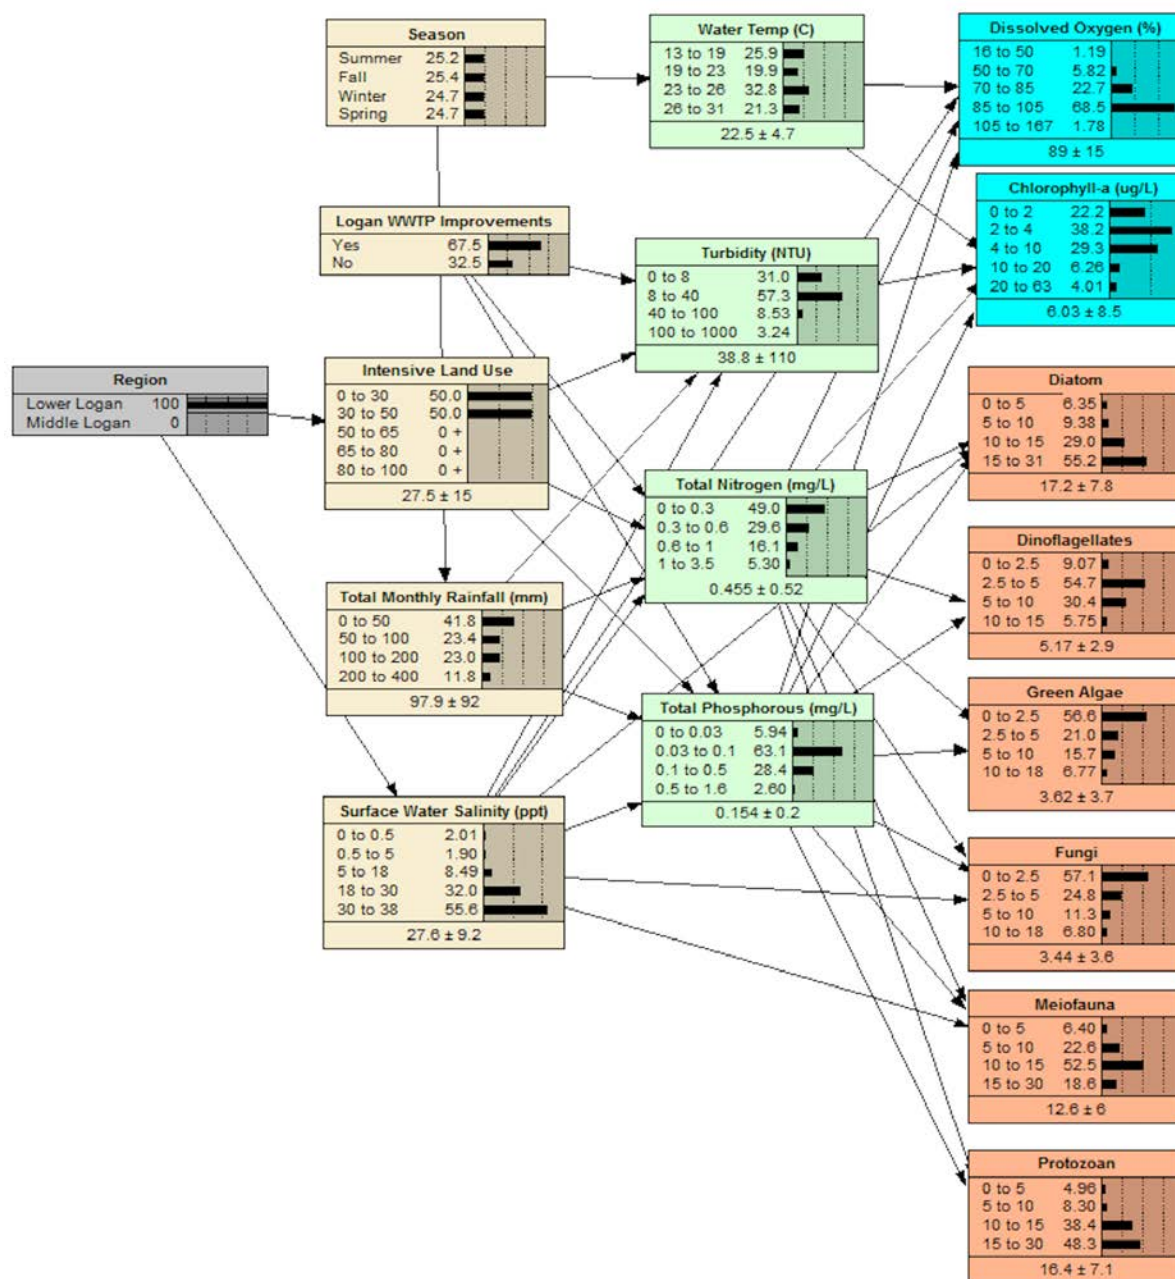 Season
Summer 25.2
Fall 25.4
Winter 24.7
Spring 24.7
Logan WWTP Improvements
Yes 67.5
No 32.5
Region
Lower Logan 100
Middle Logan 0
Intensive Land Use
0 to 30 50.0
30 to 50 50.0
50 to 65 0 +
65 to 80 0 +
80 to 100 0 +
27.5 ± 15
Total Monthly Rainfall (mm)
0 to 50 41.8
50 to 100 23.4
100 to 200 23.0
200 to 400 11.8
97.9 ± 92
Surface Water Salinity (ppt)
0 to 0.5 2.01
0.5 to 5 1.90
5 to 18 8.49
18 to 30 32.0
30 to 38 55.6
27.6 ± 9.2
Water Temp (C)
13 to 19 25.9
19 to 23 19.9
23 to 26 32.8
26 to 31 21.3
22.5 ± 4.7
Turbidity (NTU)
0 to 8 31.0
8 to 40 57.3
40 to 100 8.53
100 to 1000 3.24
38.8 ± 110
Total Nitrogen (mg/L)
0 to 0.3 49.0
0.3 to 0.6 29.6
0.6 to 1 16.1
1 to 3.5 5.30
0.455 ± 0.52
Total Phosphorous (mg/L)
0 to 0.03 5.94
0.03 to 0.1 63.1
0.1 to 0.5 28.4
0.5 to 1.6 2.60
0.154 ± 0.2
Dissolved Oxygen (%)
16 to 50 1.19
50 to 70 5.82
70 to 85 22.7
85 to 105 68.5
105 to 167 1.78
89 ± 15
Chlorophyll-a (ug/L)
0 to 2 22.2
2 to 4 38.2
4 to 10 29.3
10 to 20 6.26
20 to 63 4.01
6.03 ± 8.5
Diatom
0 to 5 6.35
5 to 10 9.38
10 to 15 29.0
15 to 31 55.2
17.2 ± 7.8
Dinoflagellates
0 to 2.5 9.07
2.5 to 5 54.7
5 to 10 30.4
10 to 15 5.75
5.17 ± 2.9
Green Algae
0 to 2.5 56.6
2.5 to 5 21.0
5 to 10 15.7
10 to 18 6.77
3.62 ± 3.7
Fungi
0 to 2.5 57.1
2.5 to 5 24.8
5 to 10 11.3
10 to 18 6.80
3.44 ± 3.6
Meiofauna
0 to 5 6.40
5 to 10 22.6
10 to 15 52.5
15 to 30 18.6
12.6 ± 6
Protozoan
0 to 5 4.96
5 to 10 8.30
10 to 15 38.4
15 to 30 48.3
16.4 ± 7.1